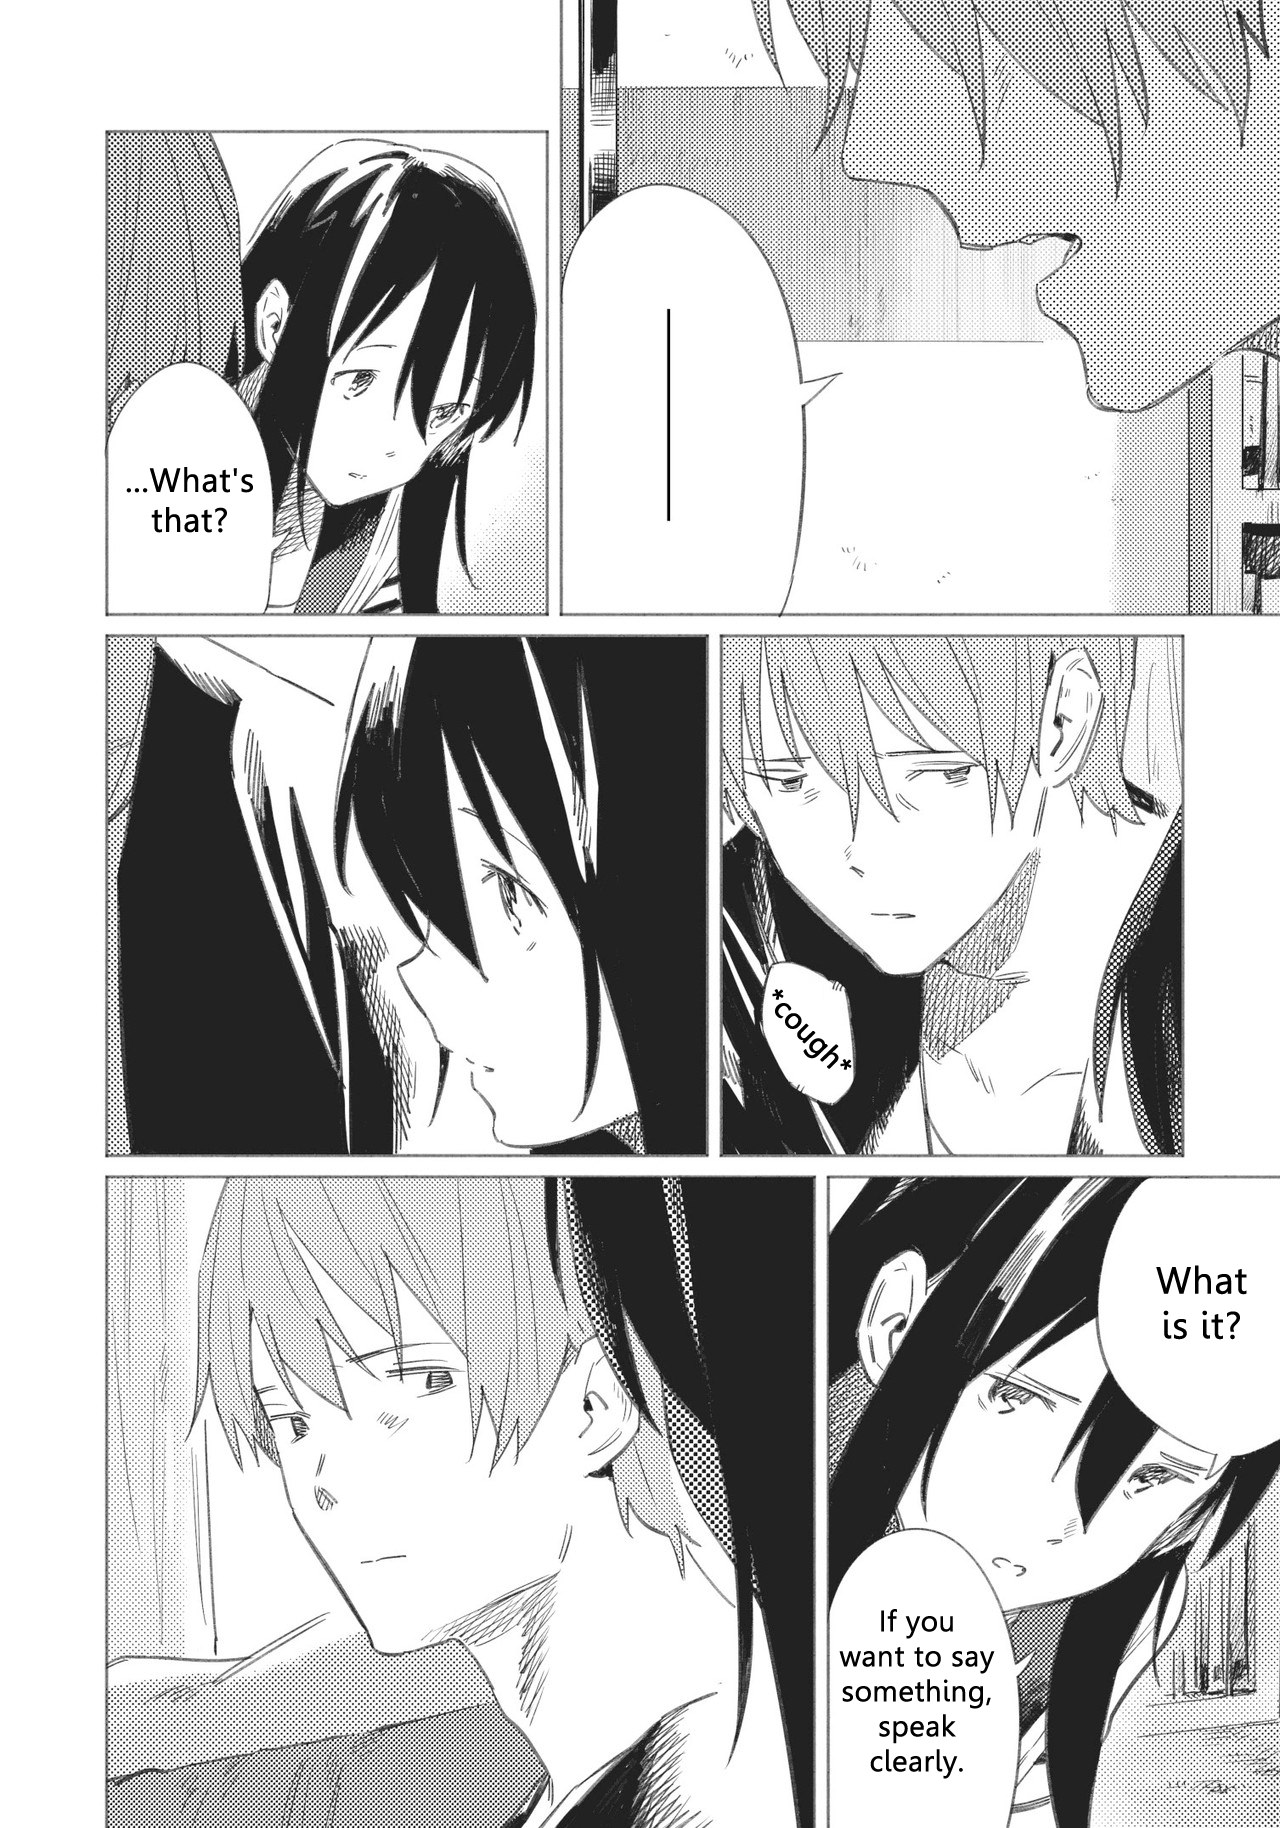 —
...What's
that?
*cough*
What
is it?
If you
want to say
something,
speak
clearly.